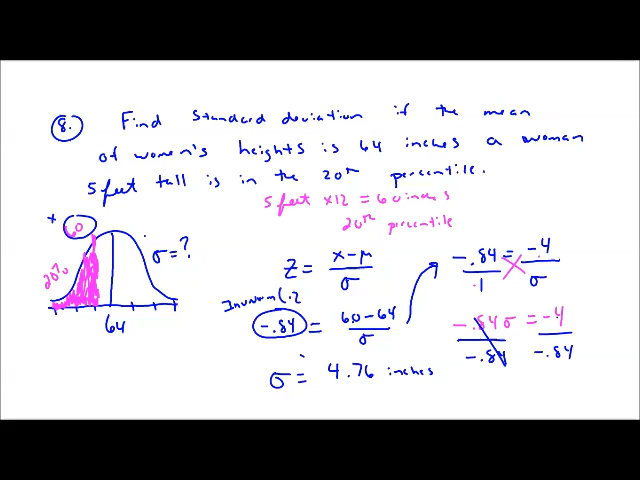 8. Find standard deviation if the mean
of women's heights is 64 inches a woman
5 feet tall is in the 20th percentile.
5 feet x12 = 60 inches
20th percentile
x 60
20%
σ = ?
64
z = x-μ / σ
Invnorm(.2
-.84 = 60-64 / σ
σ = 4.76 inches
-.84 / .1 = -4 / σ
-.84σ / -.84 = -4 / -.84